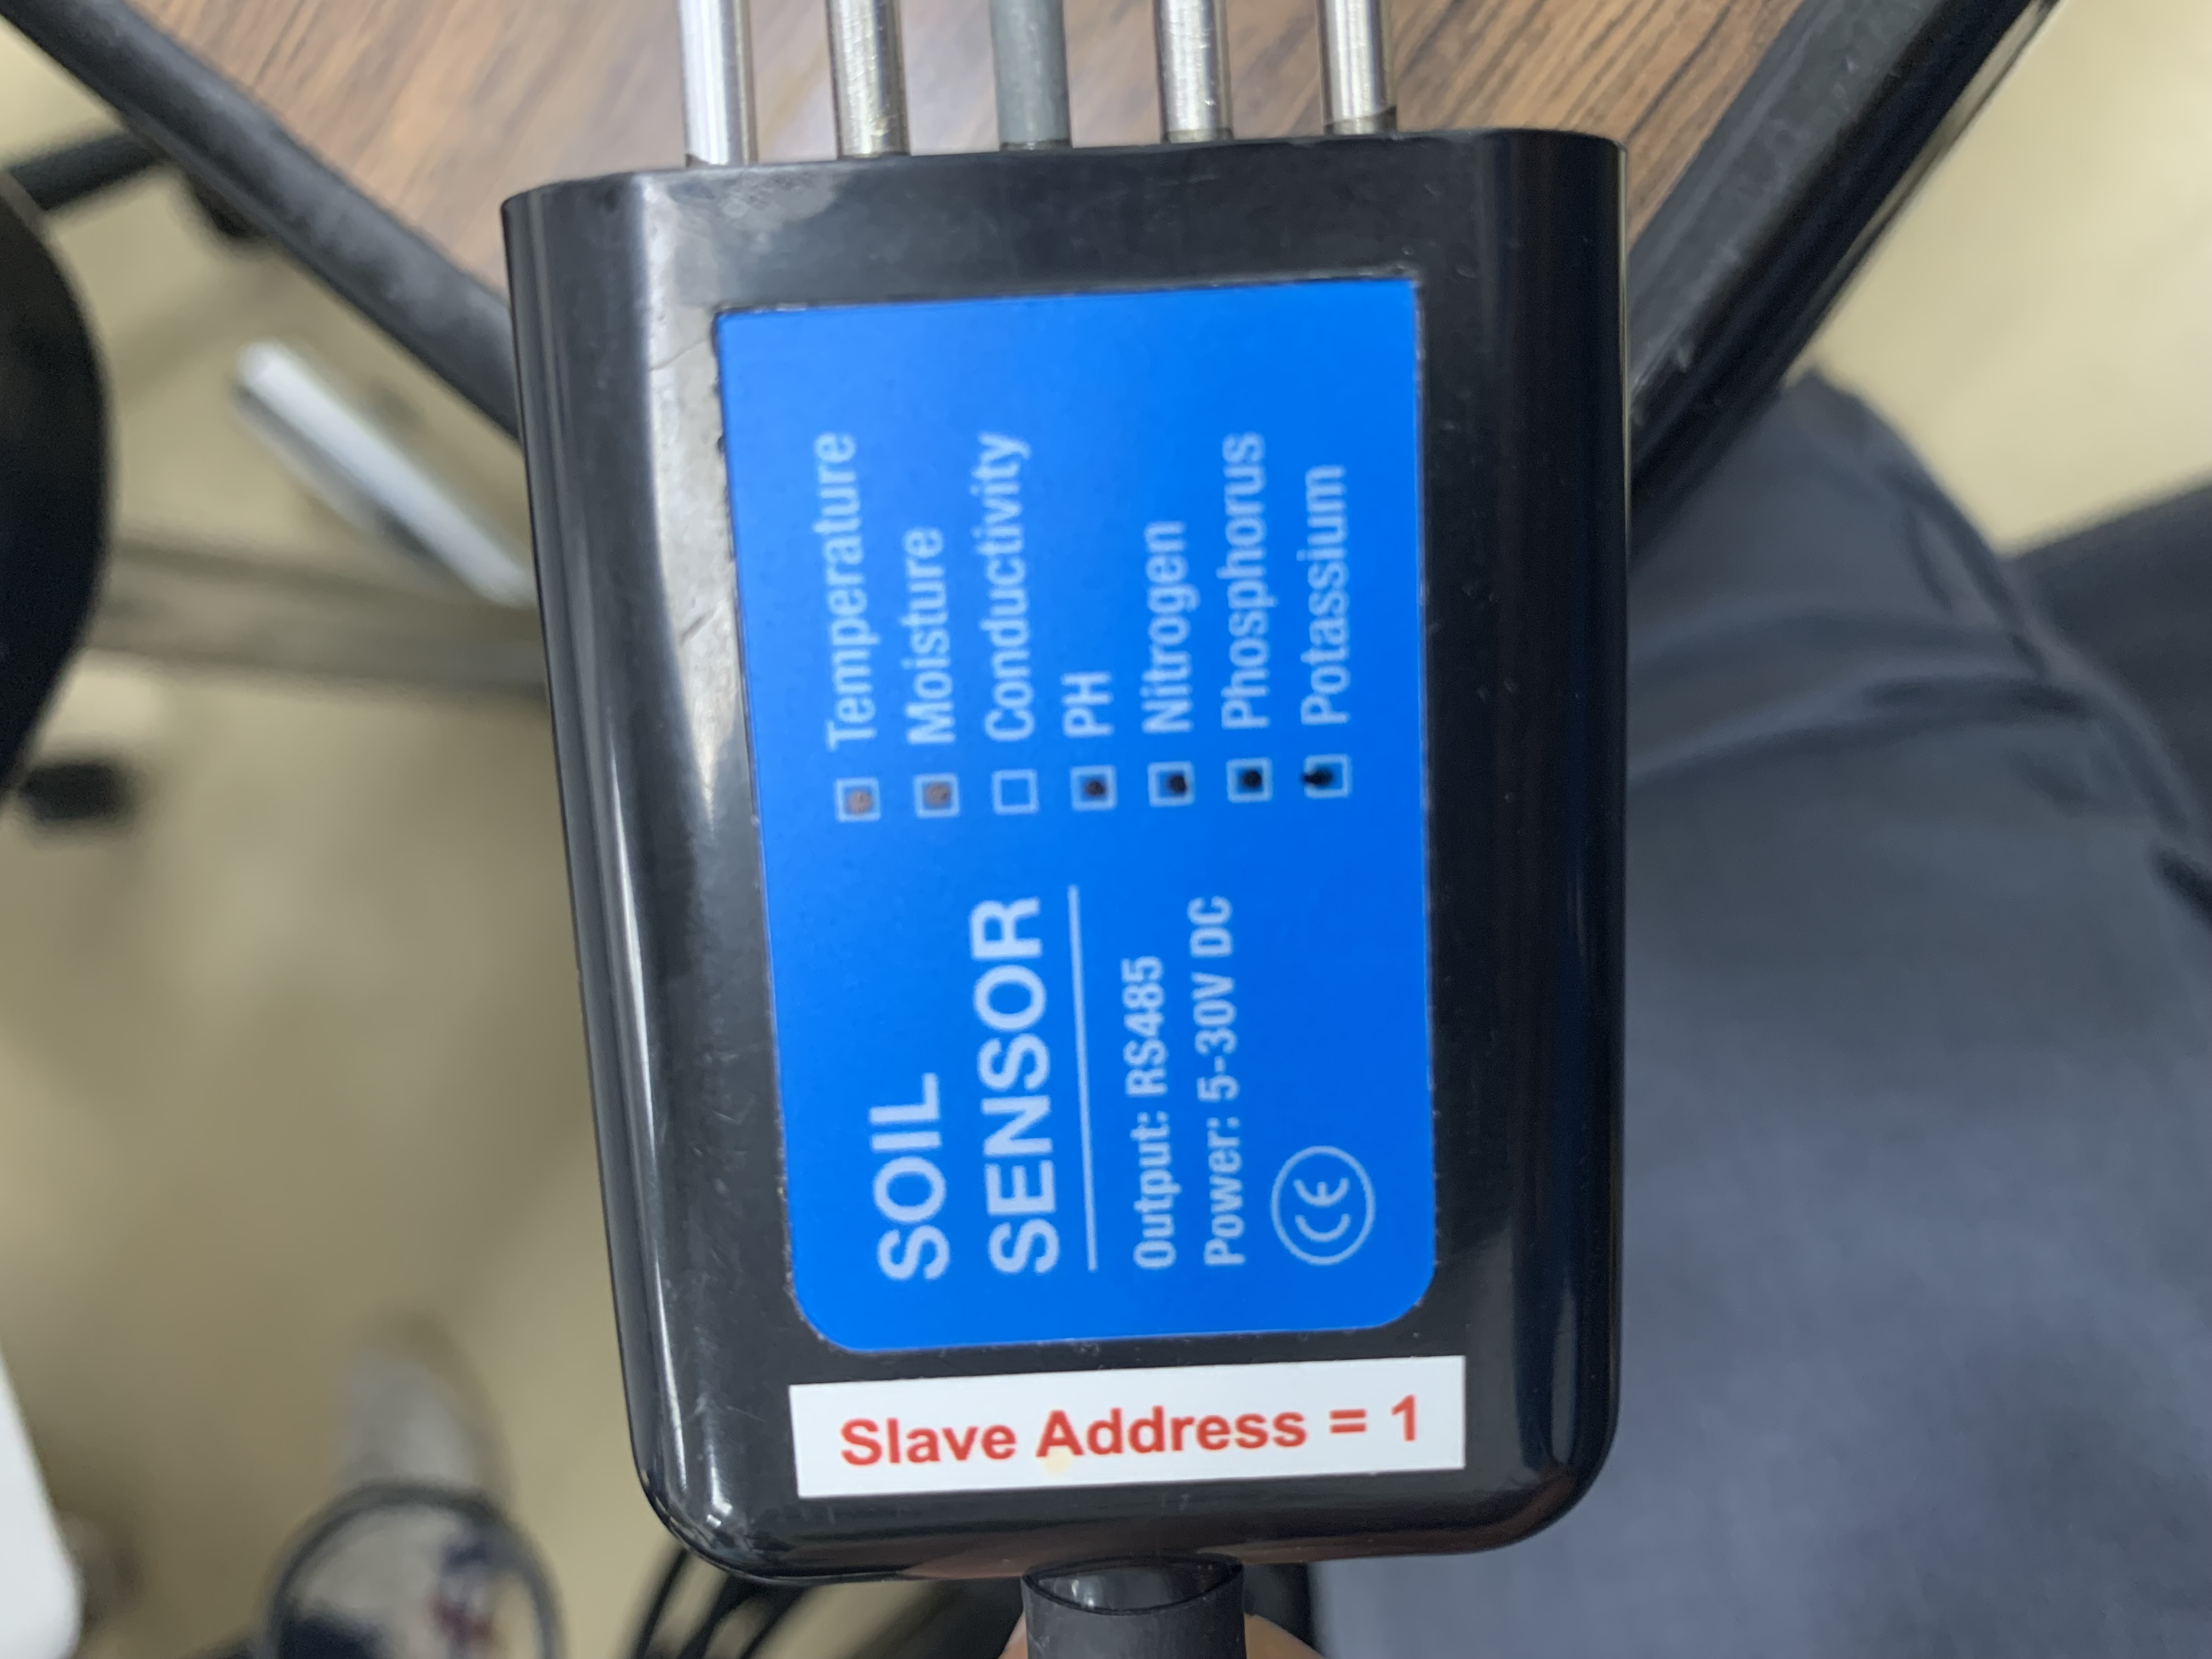 Slave Address = 1
SOIL
SENSOR
Output: RS485
Power: 5-30V DC
CE
Temperature
Moisture
Conductivity
PH
Nitrogen
Phosphorus
Potassium